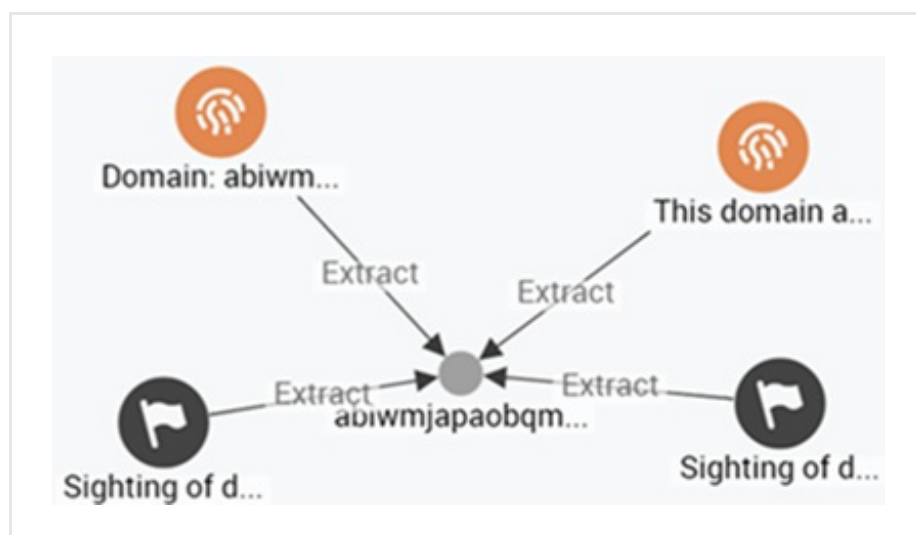 Domain: abiwm...
This domain a...
Extract
Extract
Extract
Extract
abiwmjapaobqm...
Sighting of d...
Sighting of d...